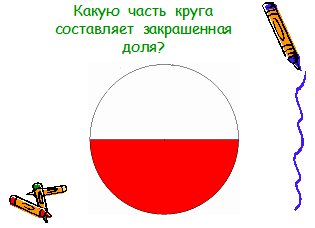 Какую часть круга
составляет закрашенная
доля?